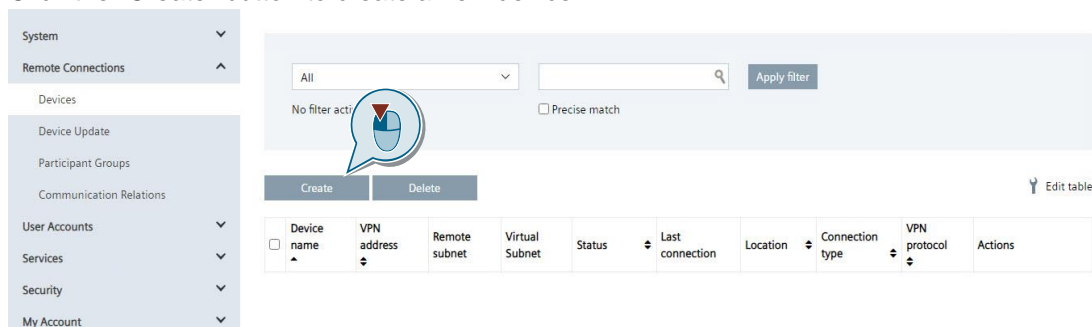 System
Remote Connections
Devices
Device Update
Participant Groups
Communication Relations
User Accounts
Services
Security
My Account
All
Apply filter
No filter acti
Precise match
Create
Delete
Edit table
Device name
VPN address
Remote subnet
Virtual Subnet
Status
Last connection
Location
Connection type
VPN protocol
Actions